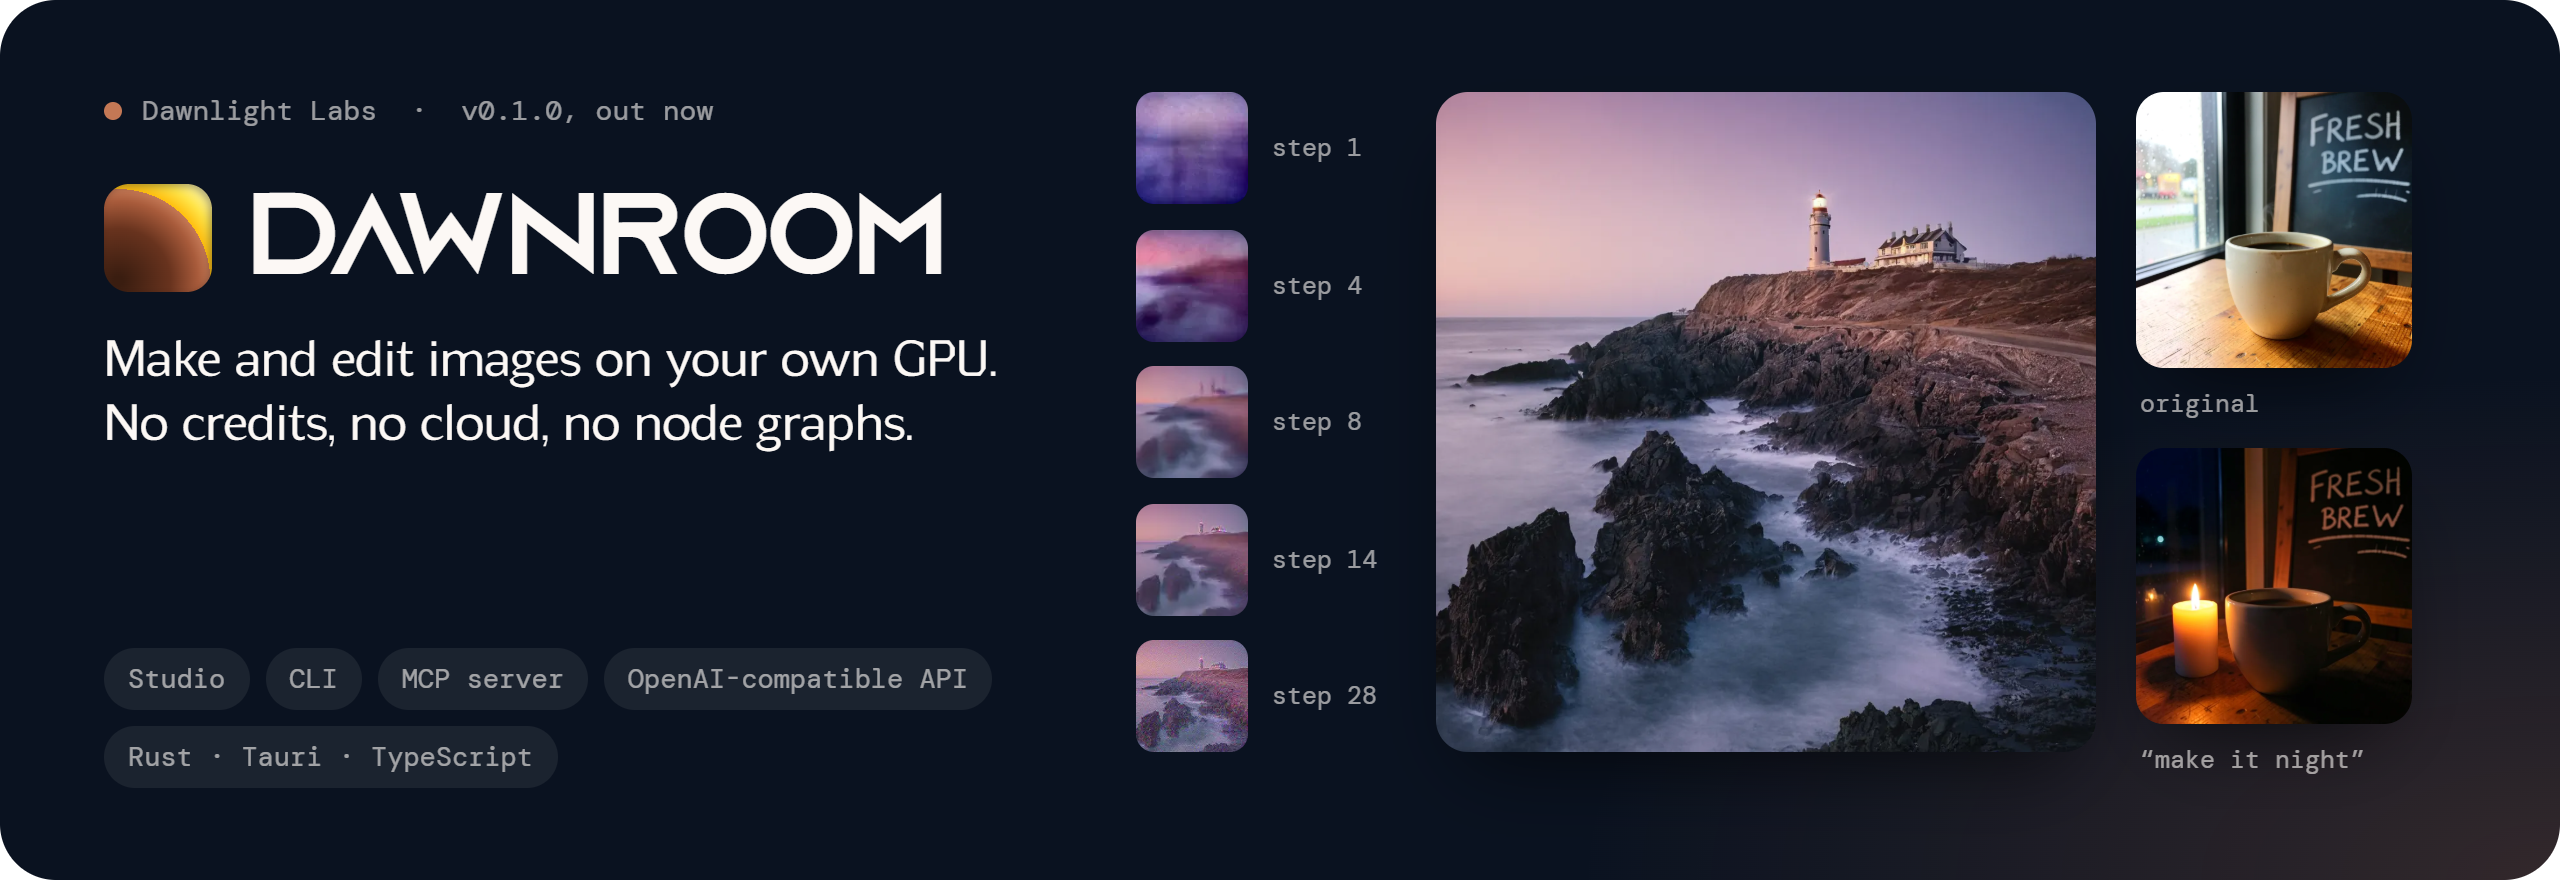 Dawnlight Labs · v0.1.0, out now
DAWNROOM
Make and edit images on your own GPU.
No credits, no cloud, no node graphs.
Studio
CLI
MCP server
OpenAI-compatible API
Rust · Tauri · TypeScript
step 1
step 4
step 8
step 14
step 28
FRESH
BREW
original
FRESH
BREW
“make it night”